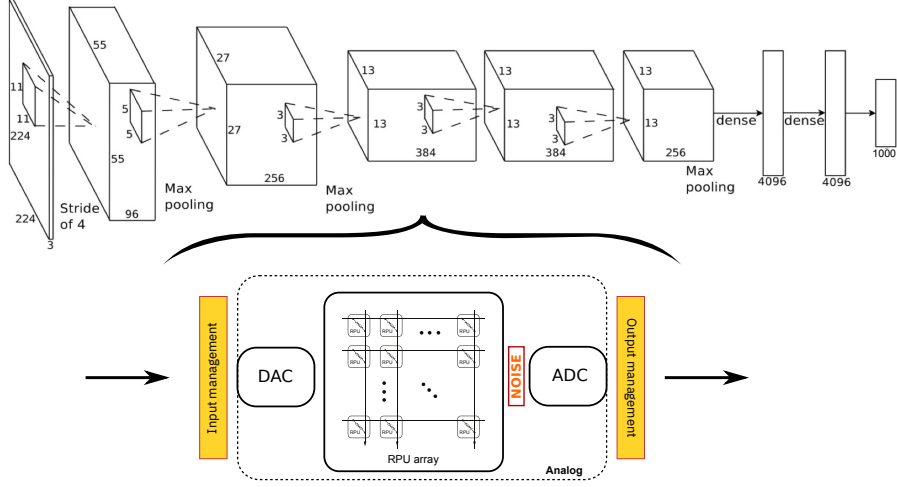 11
11
224
224
3
Stride
of 4
55
55
96
5
5
Max
pooling
27
27
256
3
3
Max
pooling
13
13
384
3
3
13
13
384
3
3
13
13
256
Max
pooling
dense
4096
dense
4096
1000
Input management
DAC
RPU
RPU
RPU
RPU
RPU
RPU
RPU
RPU
RPU
RPU array
NOISE
ADC
Analog
Output management